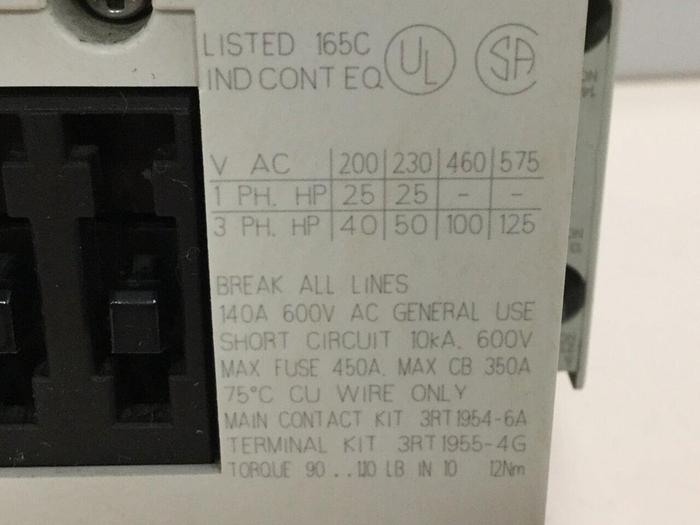 LISTED 165C
IND CONT EQ
UL
SA
V AC 200 230 460 575
1 PH. HP 25 25 - -
3 PH. HP 40 50 100 125
BREAK ALL LINES
140A 600V AC GENERAL USE
SHORT CIRCUIT 10kA, 600V
MAX FUSE 450A, MAX CB 350A
75°C CU WIRE ONLY
MAIN CONTACT KIT 3RT1954-6A
TERMINAL KIT 3RT1955-4G
TORQUE 90 ..110 LB IN 10 12Nm